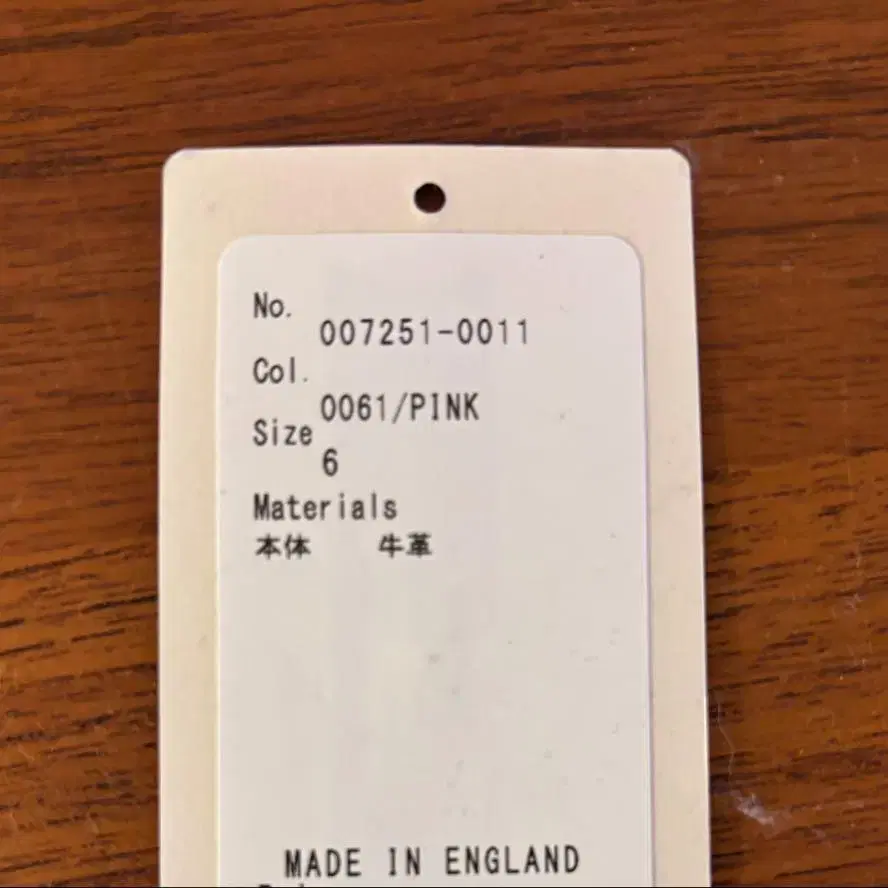 No.
007251-0011
Col.
0061/PINK
Size
6
Materials
本体 牛革
MADE IN ENGLAND